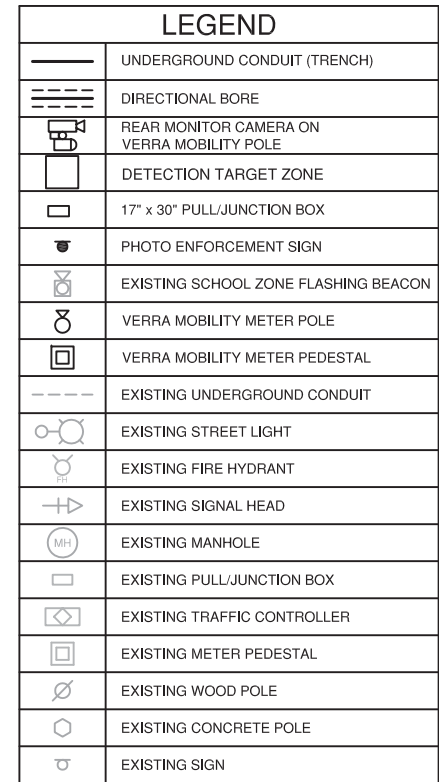 LEGEND
UNDERGROUND CONDUIT (TRENCH)
DIRECTIONAL BORE
REAR MONITOR CAMERA ON
VERRA MOBILITY POLE
DETECTION TARGET ZONE
17" x 30" PULL/JUNCTION BOX
PHOTO ENFORCEMENT SIGN
EXISTING SCHOOL ZONE FLASHING BEACON
VERRA MOBILITY METER POLE
VERRA MOBILITY METER PEDESTAL
EXISTING UNDERGROUND CONDUIT
EXISTING STREET LIGHT
FH
EXISTING FIRE HYDRANT
EXISTING SIGNAL HEAD
MH
EXISTING MANHOLE
EXISTING PULL/JUNCTION BOX
EXISTING TRAFFIC CONTROLLER
EXISTING METER PEDESTAL
EXISTING WOOD POLE
EXISTING CONCRETE POLE
EXISTING SIGN